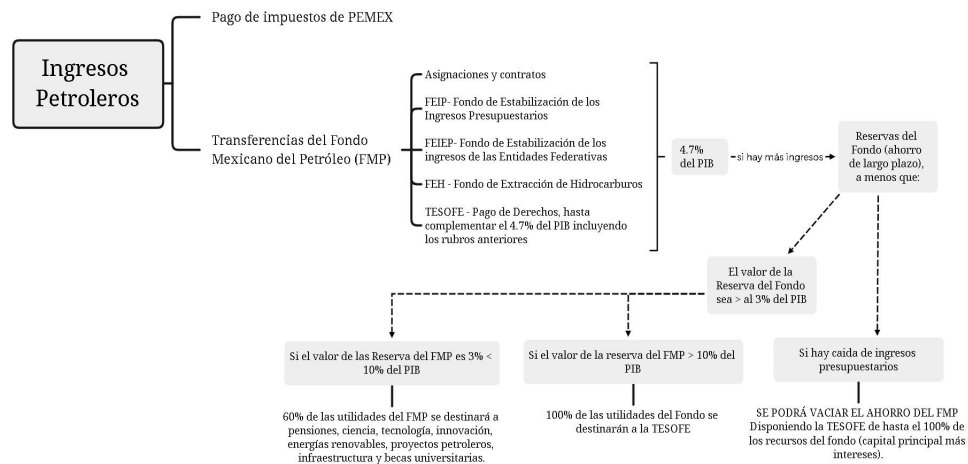 Pago de impuestos de PEMEX
Ingresos
Petroleros
Transferencias del Fondo
Mexicano del Petróleo (FMP)
Asignaciones y contratos
FEIP- Fondo de Estabilización de los
Ingresos Presupuestarios
FEIEP- Fondo de Estabilización de los
ingresos de las Entidades Federativas
FEH - Fondo de Extracción de Hidrocarburos
TESOFE - Pago de Derechos, hasta
complementar el 4.7% del PIB incluyendo
los rubros anteriores
4.7%
del PIB
si hay más ingresos
Reservas del
Fondo (ahorro
de largo plazo),
a menos que:
El valor de la
Reserva del Fondo
sea > al 3% del PIB
Si el valor de las Reserva del FMP es 3% <
10% del PIB
60% de las utilidades del FMP se destinará a
pensiones, ciencia, tecnología, innovación,
energías renovables, proyectos petroleros,
infraestructura y becas universitarias.
Si el valor de la reserva del FMP > 10% del
PIB
100% de las utilidades del Fondo se
destinarán a la TESOFE
Si hay caida de ingresos
presupuestarios
SE PODRÁ VACIAR EL AHORRO DEL FMP
Disponiendo la TESOFE de hasta el 100% de
los recursos del fondo (capital principal más
intereses).